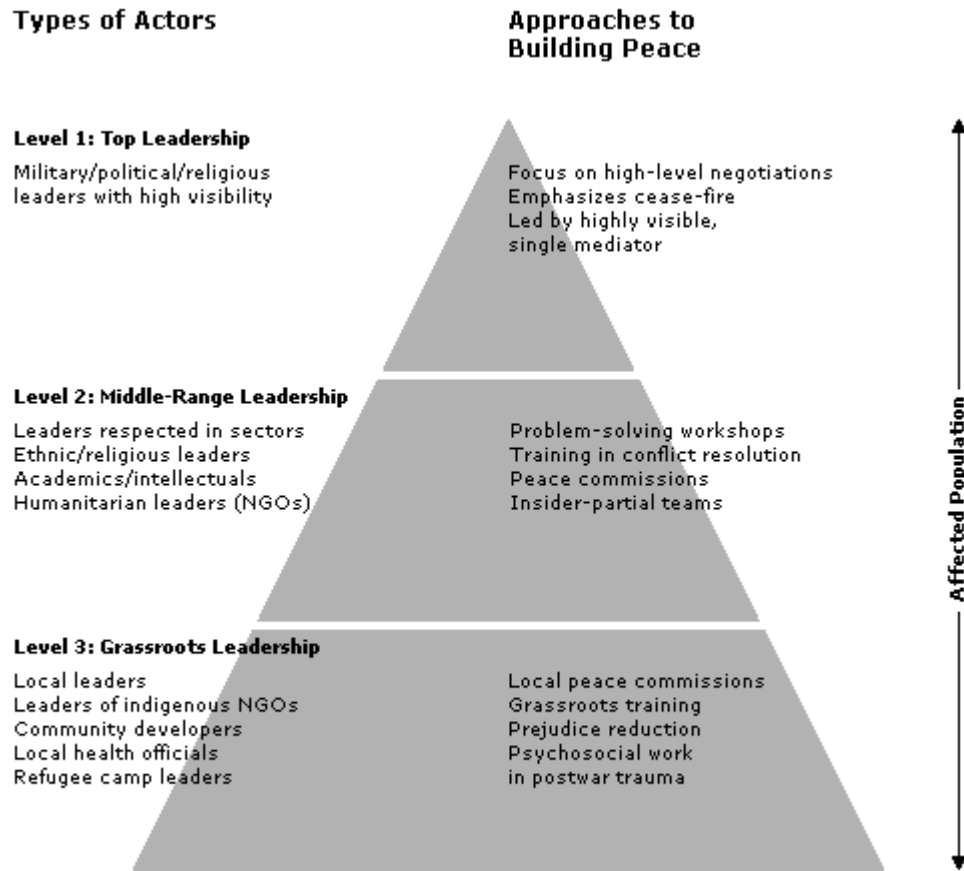 Types of Actors
Approaches to
Building Peace
Level 1: Top Leadership
Military/political/religious
leaders with high visibility
Focus on high-level negotiations
Emphasizes cease-fire
Led by highly visible,
single mediator
Level 2: Middle-Range Leadership
Leaders respected in sectors
Ethnic/religious leaders
Academics/intellectuals
Humanitarian leaders (NGOs)
Problem-solving workshops
Training in conflict resolution
Peace commissions
Insider-partial teams
Level 3: Grassroots Leadership
Local leaders
Leaders of indigenous NGOs
Community developers
Local health officials
Refugee camp leaders
Local peace commissions
Grassroots training
Prejudice reduction
Psychosocial work
in postwar trauma
Affected Population